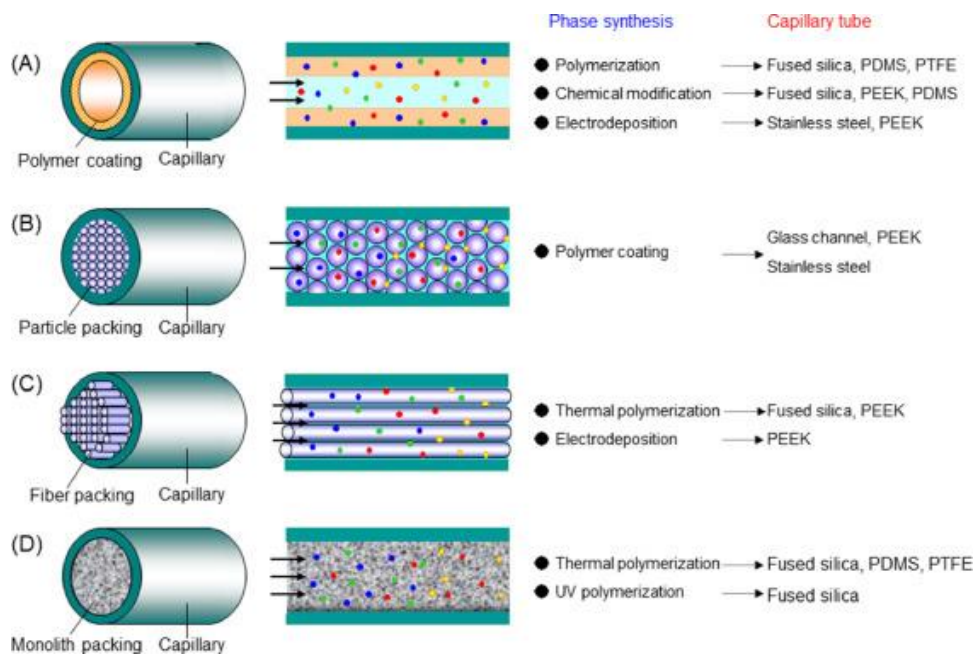 Phase synthesis Capillary tube
(A)
Polymerization Fused silica, PDMS, PTFE
Chemical modification Fused silica, PEEK, PDMS
Electrodeposition Stainless steel, PEEK
Polymer coating Capillary
(B)
Polymer coating Glass channel, PEEK
Stainless steel
Particle packing Capillary
(C)
Thermal polymerization Fused silica, PEEK
Electrodeposition PEEK
Fiber packing Capillary
(D)
Thermal polymerization Fused silica, PDMS, PTFE
UV polymerization Fused silica
Monolith packing Capillary